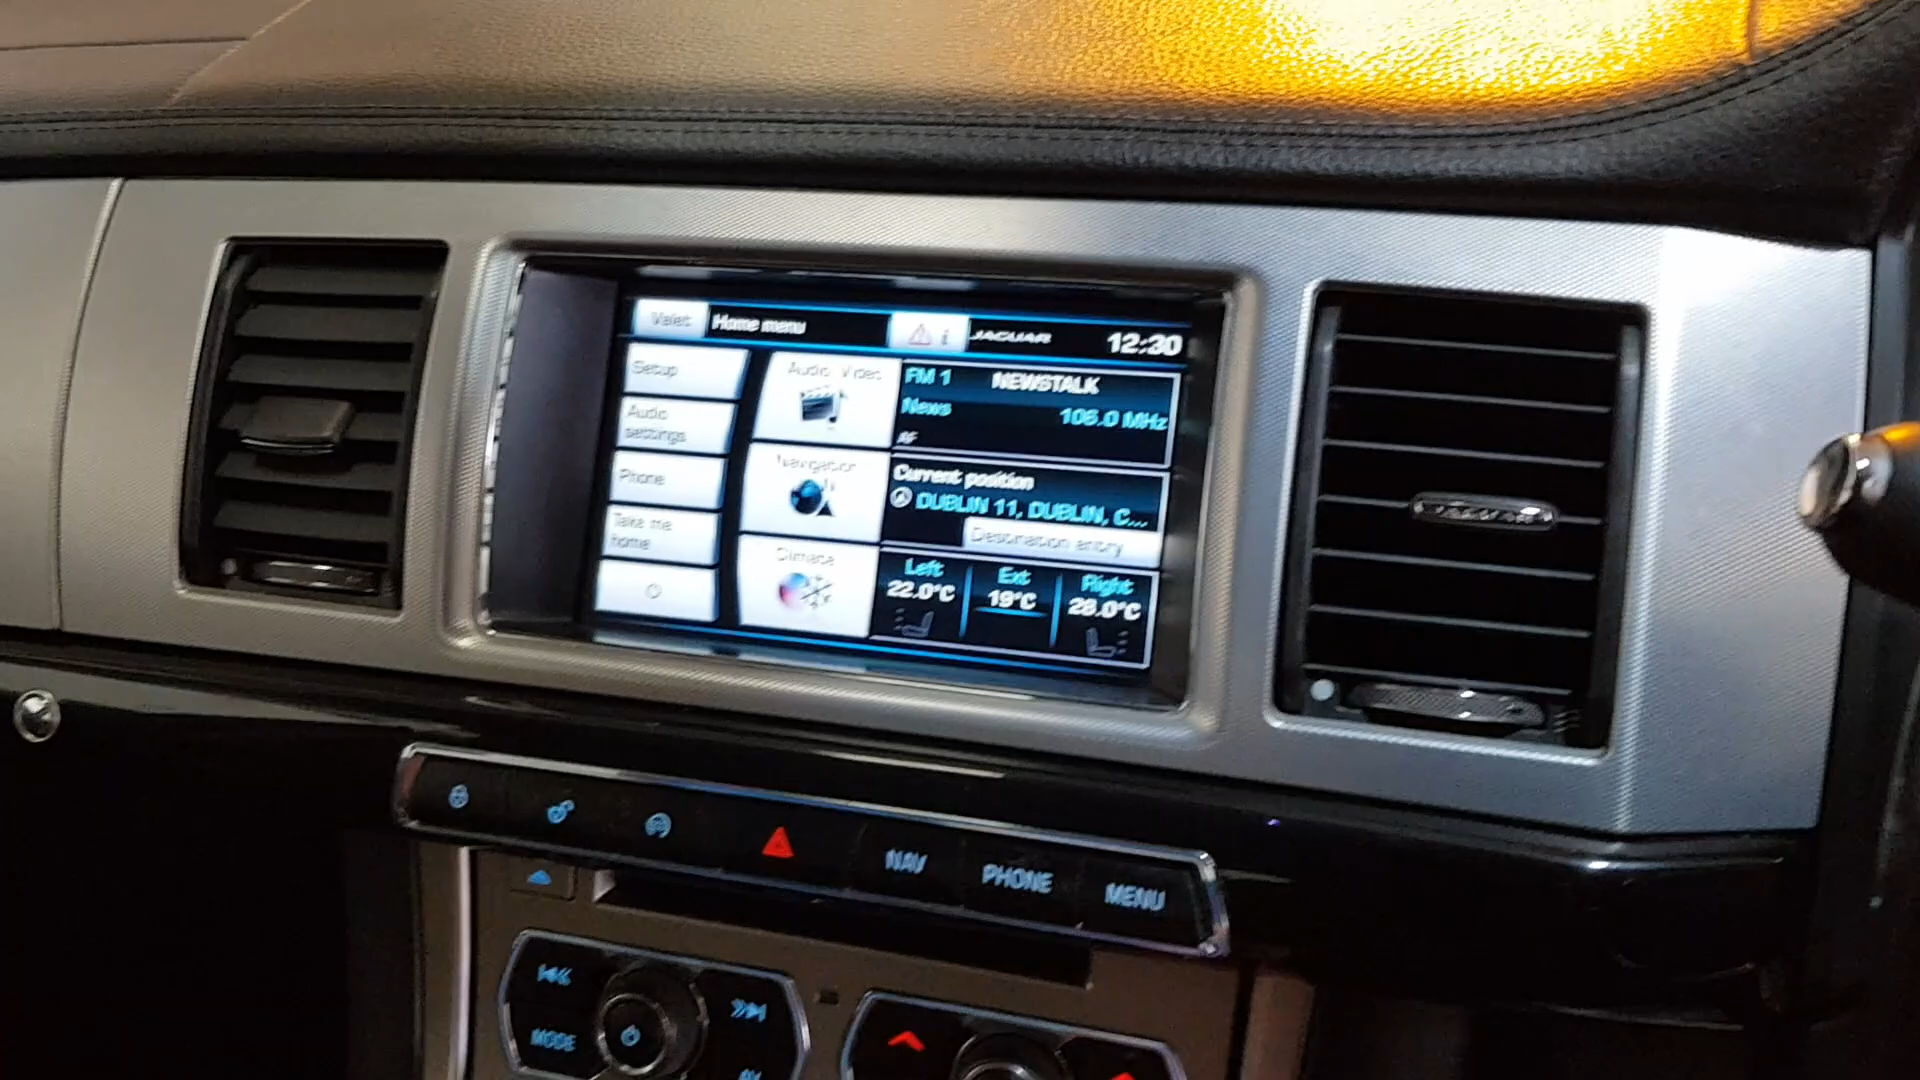 Valet Home menu i JAGUAR 12:30
Setup
Audio
settings
Phone
Take me
home
Audio Video
Navigation
Climate
FM 1 NEWSTALK
News 106.0 MHz
AF
Current position
DUBLIN 11, DUBLIN, C...
Destination entry
Left Ext Right
22.0°C 19°C 28.0°C
NAV PHONE MENU
MODE